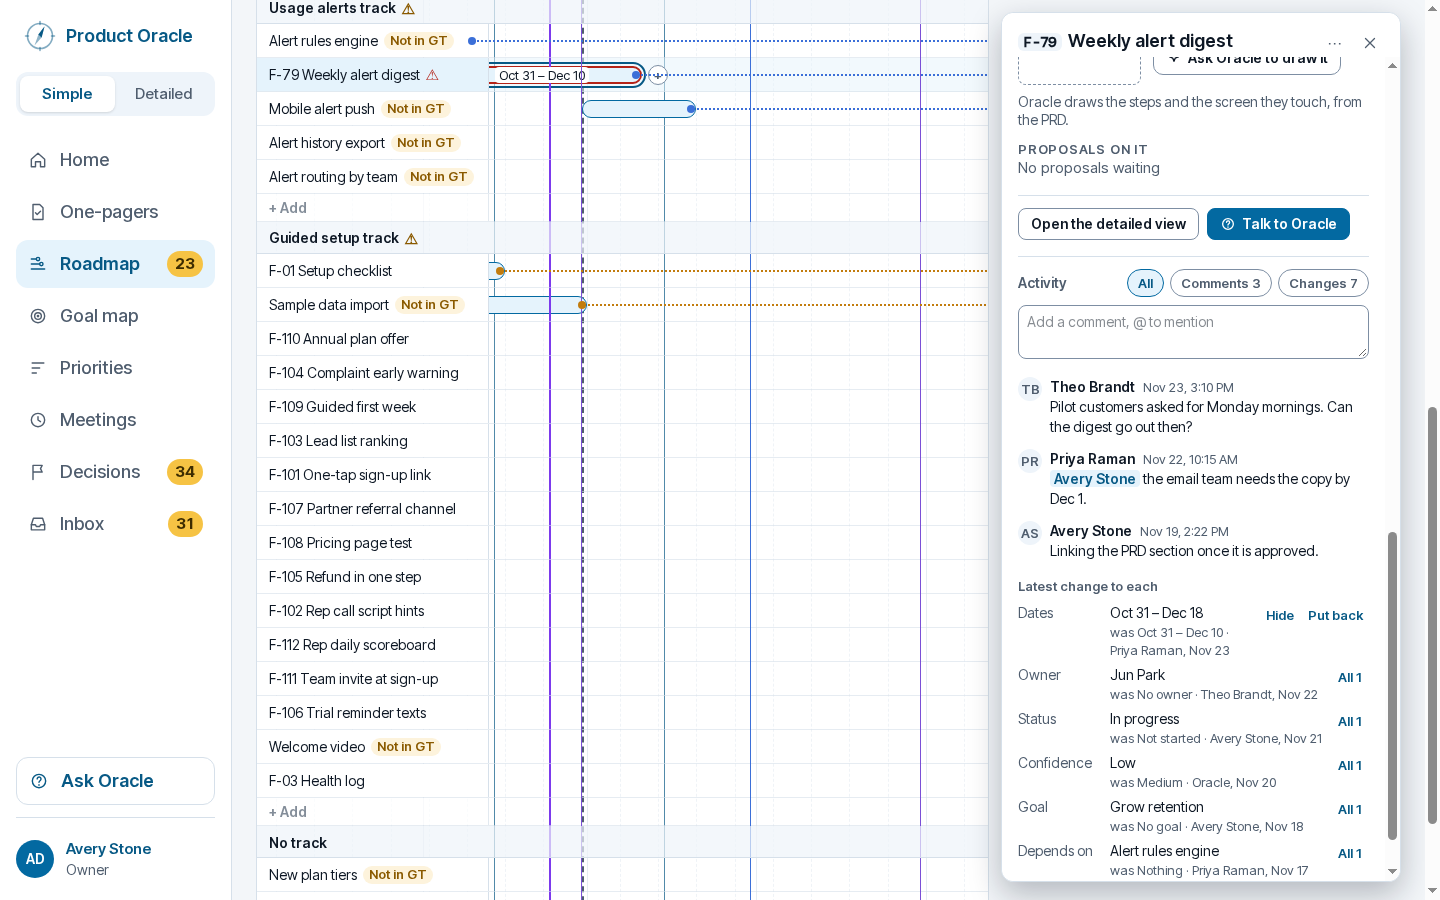 Product Oracle
Simple
Detailed
Home
One-pagers
Roadmap 23
Goal map
Priorities
Meetings
Decisions 34
Inbox 31
Ask Oracle
AD
Avery Stone
Owner
Usage alerts track
Alert rules engine Not in GT
F-79 Weekly alert digest
Oct 31 – Dec 10
Mobile alert push Not in GT
Alert history export Not in GT
Alert routing by team Not in GT
+ Add
Guided setup track
F-01 Setup checklist
Sample data import Not in GT
F-110 Annual plan offer
F-104 Complaint early warning
F-109 Guided first week
F-103 Lead list ranking
F-101 One-tap sign-up link
F-107 Partner referral channel
F-108 Pricing page test
F-105 Refund in one step
F-102 Rep call script hints
F-112 Rep daily scoreboard
F-111 Team invite at sign-up
F-106 Trial reminder texts
Welcome video Not in GT
F-03 Health log
+ Add
No track
New plan tiers Not in GT
F-79 Weekly alert digest
Ask Oracle to draw it
Oracle draws the steps and the screen they touch, from
the PRD.
PROPOSALS ON IT
No proposals waiting
Open the detailed view
Talk to Oracle
Activity
All
Comments 3
Changes 7
Add a comment, @ to mention
TB
Theo Brandt Nov 23, 3:10 PM
Pilot customers asked for Monday mornings. Can
the digest go out then?
PR
Priya Raman Nov 22, 10:15 AM
Avery Stone the email team needs the copy by
Dec 1.
AS
Avery Stone Nov 19, 2:22 PM
Linking the PRD section once it is approved.
Latest change to each
Dates Oct 31 – Dec 18 Hide Put back
was Oct 31 – Dec 10 ·
Priya Raman, Nov 23
Owner Jun Park All 1
was No owner · Theo Brandt, Nov 22
Status In progress All 1
was Not started · Avery Stone, Nov 21
Confidence Low All 1
was Medium · Oracle, Nov 20
Goal Grow retention All 1
was No goal · Avery Stone, Nov 18
Depends on Alert rules engine All 1
was Nothing · Priya Raman, Nov 17